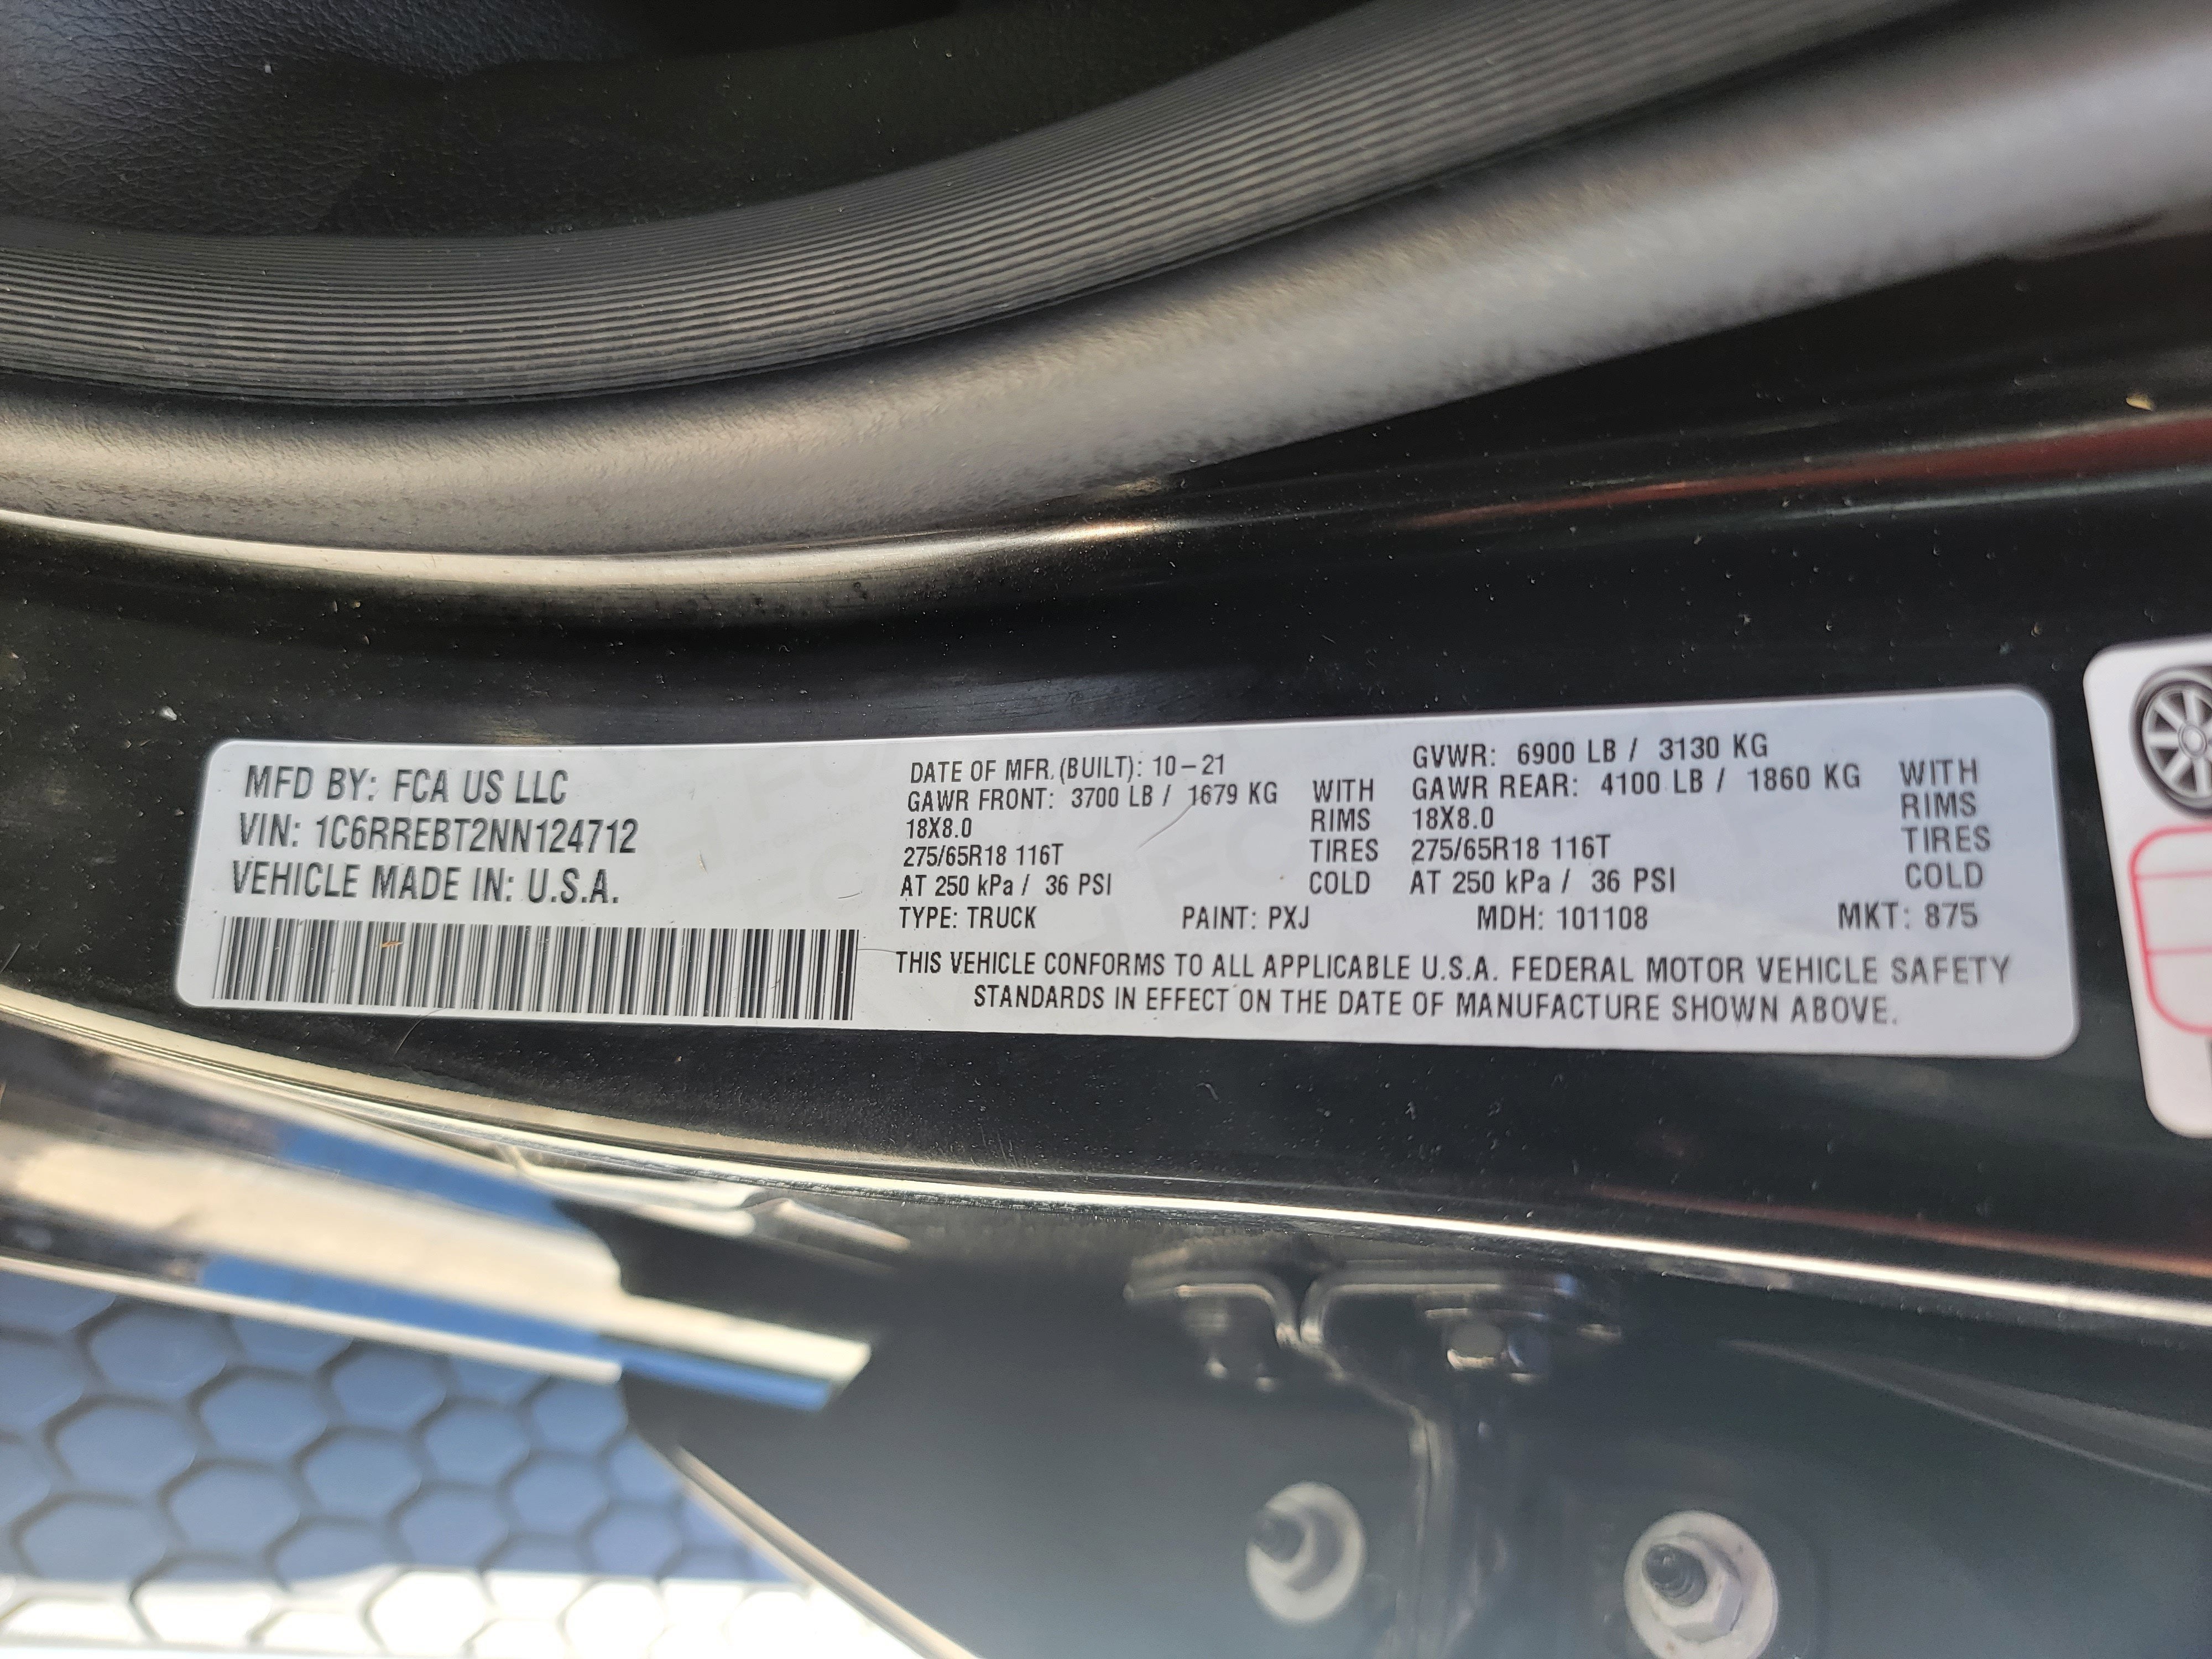 MFD BY: FCA US LLC
VIN: 1C6RREBT2NN124712
VEHICLE MADE IN: U.S.A.
DATE OF MFR.(BUILT): 10-21
GAWR FRONT: 3700 LB / 1679 KG WITH
18X8.0 RIMS
275/65R18 116T TIRES
AT 250 kPa / 36 PSI COLD
GVWR: 6900 LB / 3130 KG
GAWR REAR: 4100 LB / 1860 KG WITH
18X8.0 RIMS
275/65R18 116T TIRES
AT 250 kPa / 36 PSI COLD
TYPE: TRUCK PAINT: PXJ MDH: 101108 MKT: 875
THIS VEHICLE CONFORMS TO ALL APPLICABLE U.S.A. FEDERAL MOTOR VEHICLE SAFETY
STANDARDS IN EFFECT ON THE DATE OF MANUFACTURE SHOWN ABOVE.